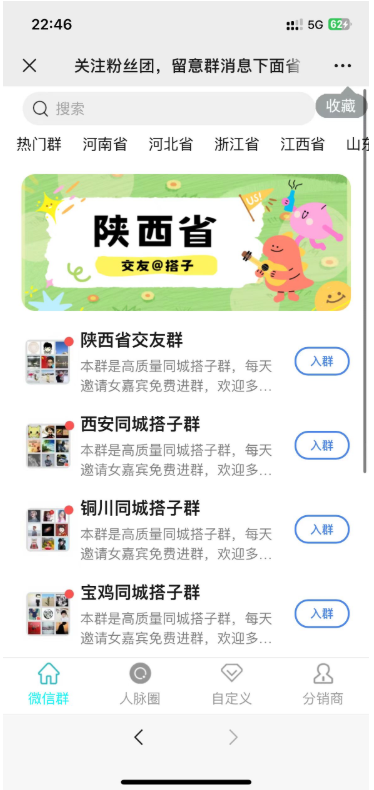 22:46
5G 62
关注粉丝团，留意群消息下面省
收藏
搜索
热门群 河南省 河北省 浙江省 江西省 山东
陕西省
交友@搭子
陕西省交友群
本群是高质量同城搭子群，每天
邀请女嘉宾免费进群，欢迎多...
入群
西安同城搭子群
本群是高质量同城搭子群，每天
邀请女嘉宾免费进群，欢迎多...
入群
铜川同城搭子群
本群是高质量同城搭子群，每天
邀请女嘉宾免费进群，欢迎多...
入群
宝鸡同城搭子群
本群是高质量同城搭子群，每天
邀请女嘉宾免费进群，欢迎多...
入群
微信群 人脉圈 自定义 分销商